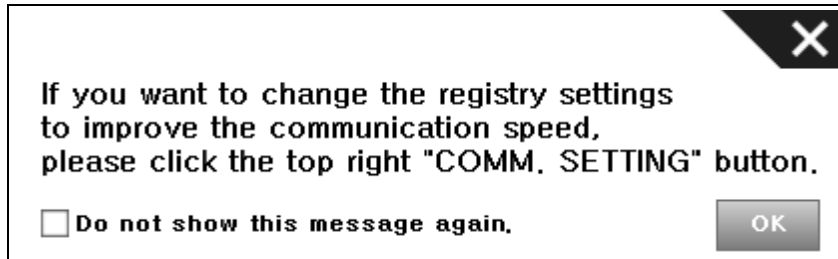 If you want to change the registry settings
to improve the communication speed,
please click the top right "COMM. SETTING" button.
Do not show this message again.
OK